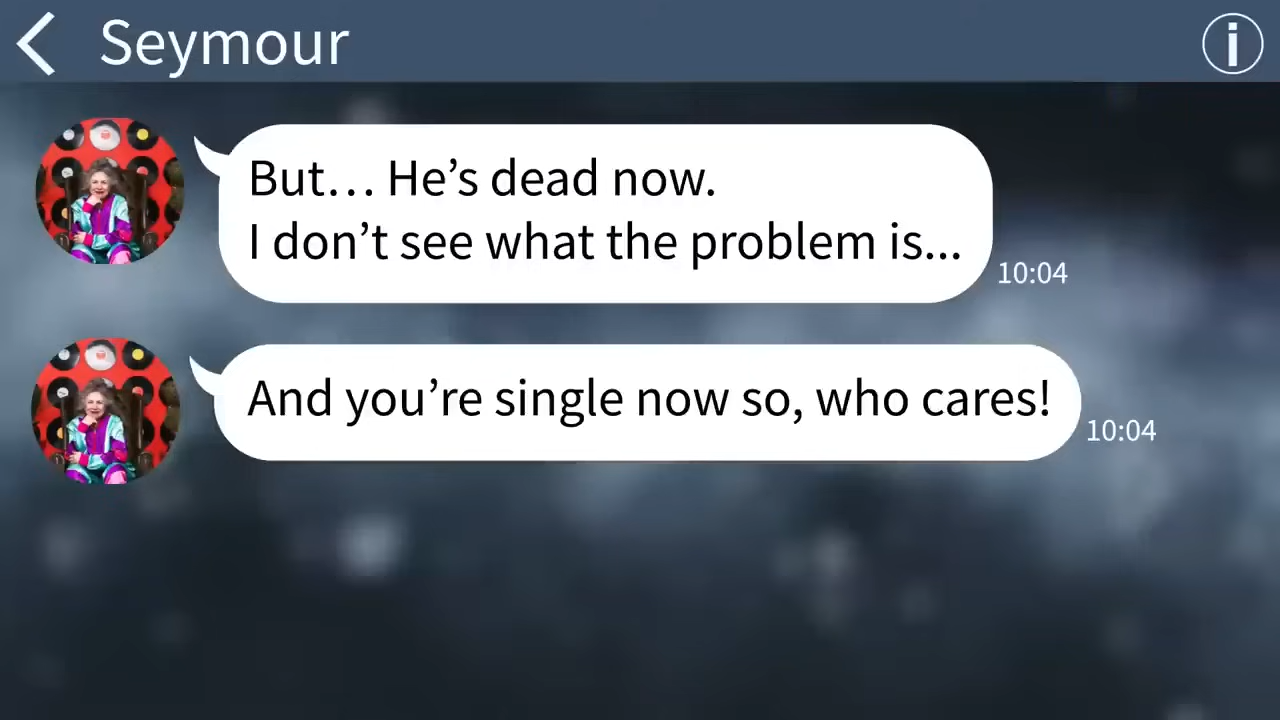 Seymour
But… He’s dead now.
I don’t see what the problem is...
10:04
And you’re single now so, who cares!
10:04